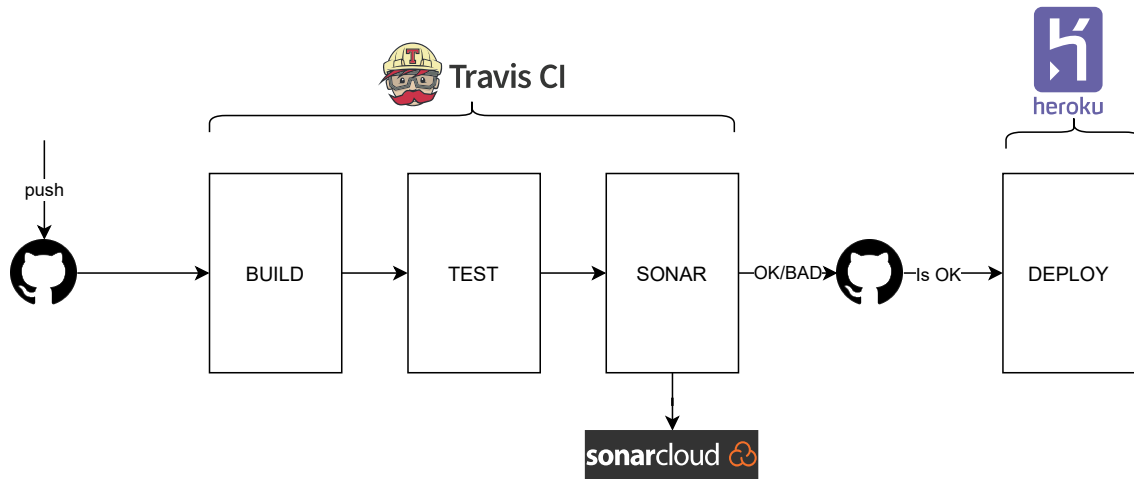 heroku
T
Travis CI
push
BUILD
TEST
SONAR
OK/BAD
Is OK
DEPLOY
sonarcloud